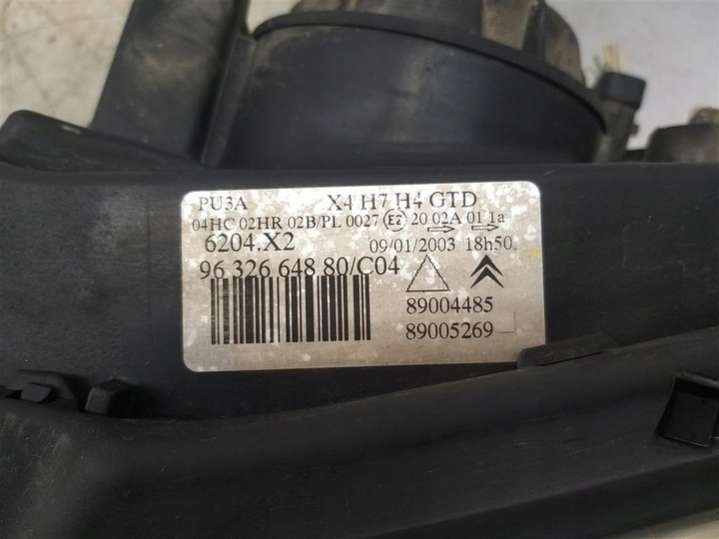 PU3A X4 H7 H4 GTD
04HC 02HR 02B/PL 0027 E2 20 02A 01 1a
6204.X2 09/01/2003 18h50
96 326 648 80/C04
89004485
89005269